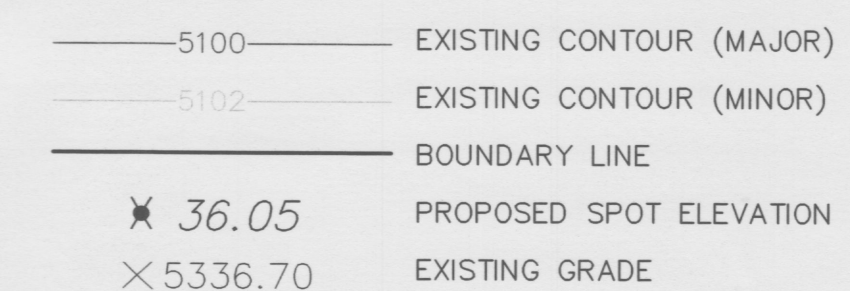 5100 EXISTING CONTOUR (MAJOR)
5102 EXISTING CONTOUR (MINOR)
BOUNDARY LINE
36.05 PROPOSED SPOT ELEVATION
5336.70 EXISTING GRADE